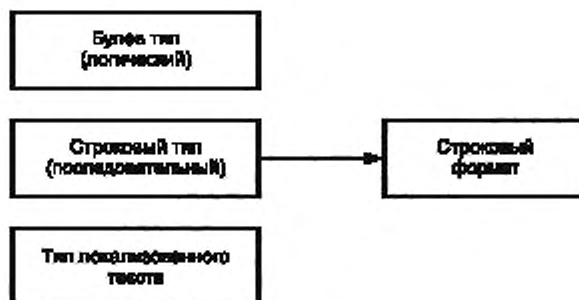 Булев тип
(логический)
Строковый тип
(последовательный)
Строковый
формат
Тип локализованного
текста